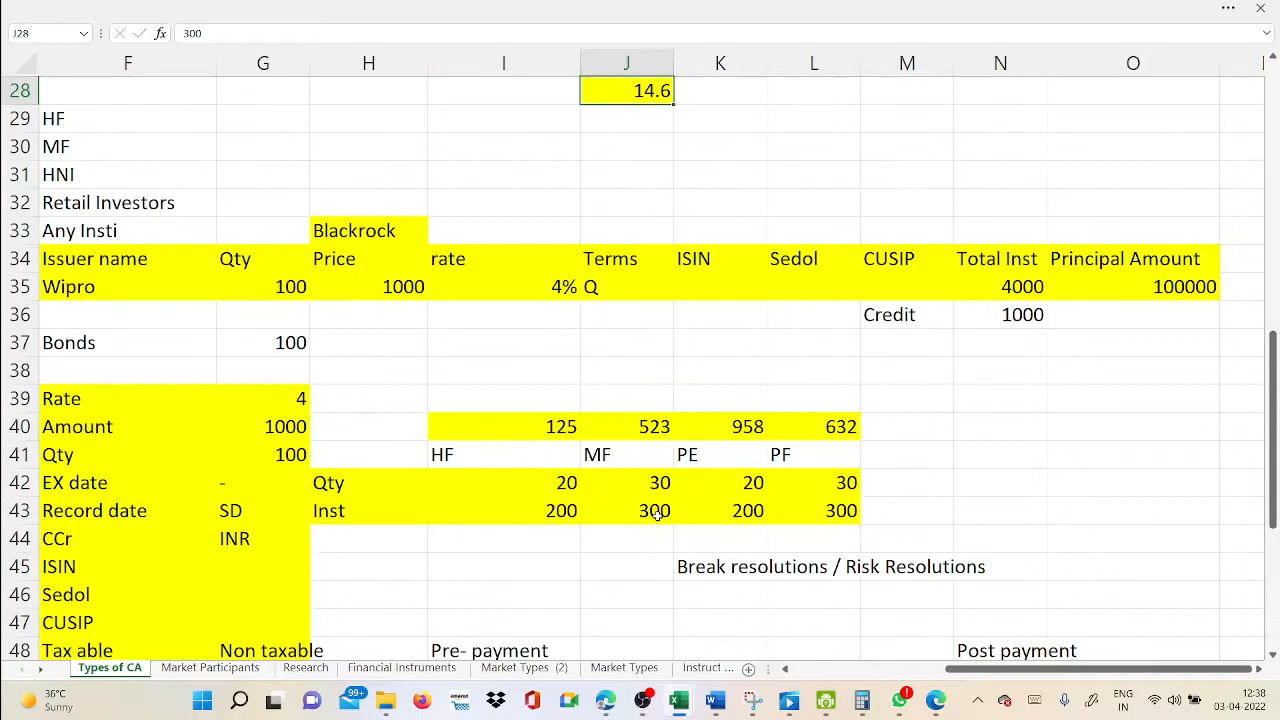 J28 fx 300
F G H I J K L M N O
28 14.6
29 HF
30 MF
31 HNI
32 Retail Investors
33 Any Insti Blackrock
34 Issuer name Qty Price rate Terms ISIN Sedol CUSIP Total Inst Principal Amount
35 Wipro 100 1000 4% Q 4000 100000
36 Credit 1000
37 Bonds 100
38
39 Rate 4
40 Amount 1000 125 523 958 632
41 Qty 100 HF MF PE PF
42 EX date - Qty 20 30 20 30
43 Record date SD Inst 200 300 200 300
44 CCr INR
45 ISIN Break resolutions / Risk Resolutions
46 Sedol
47 CUSIP
48 Tax able Non taxable Pre- payment Post payment
Types of CA Market Participants Research Financial Instruments Market Types (2) Market Types Instruct ...
36°C ENG 12:38
Sunny 99+ amazon IN 03-04-2022